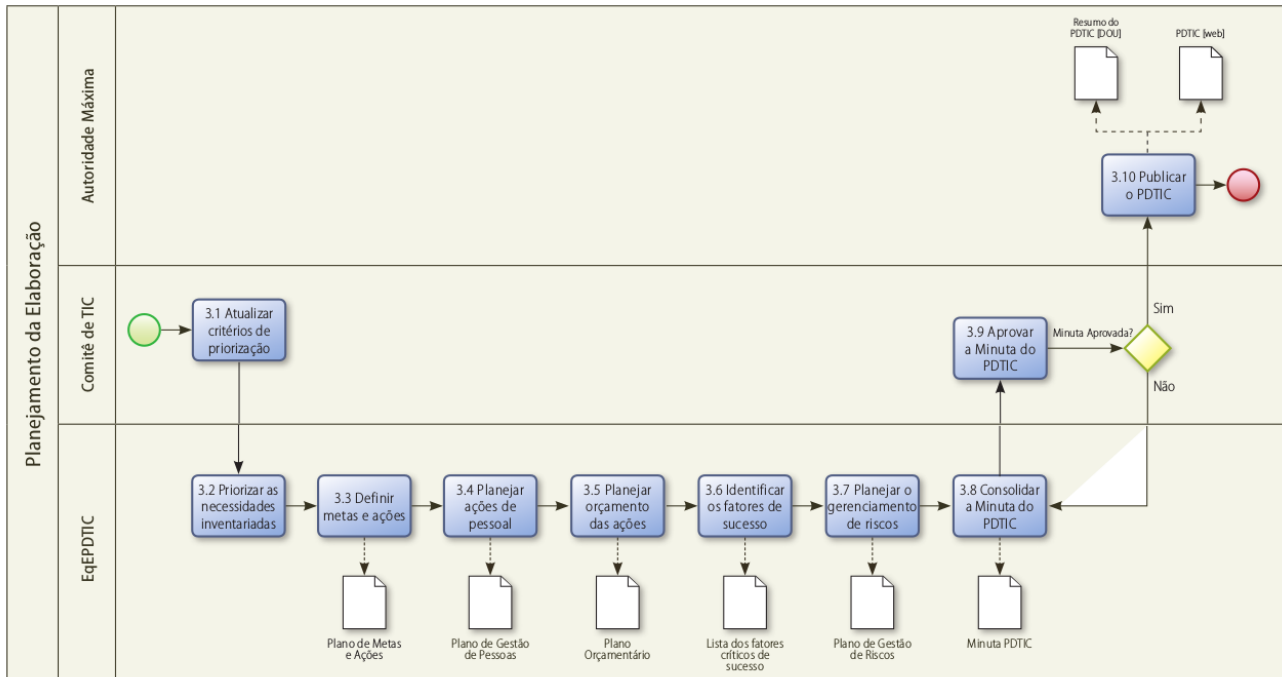 Planejamento da Elaboração
Autoridade Máxima
Resumo do
PDTIC [DOU]
PDTIC [web]
3.10 Publicar
o PDTIC
Comitê de TIC
3.1 Atualizar
critérios de
priorização
3.9 Aprovar
a Minuta do
PDTIC
Minuta Aprovada?
Sim
Não
EqEPDTIC
3.2 Priorizar as
necessidades
inventariadas
3.3 Definir
metas e ações
3.4 Planejar
ações de
pessoal
3.5 Planejar
orçamento
das ações
3.6 Identificar
os fatores de
sucesso
3.7 Planejar o
gerenciamento
de riscos
3.8 Consolidar
a Minuta do
PDTIC
Plano de Metas
e Ações
Plano de Gestão
de Pessoas
Plano
Orçamentário
Lista dos fatores
críticos de
sucesso
Plano de Gestão
de Riscos
Minuta PDTIC